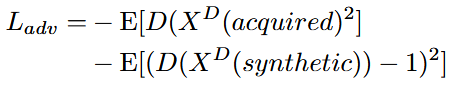 L_{adv} = − E[D(X^D(acquired)^2]
− E[(D(X^D(synthetic)) − 1)^2]